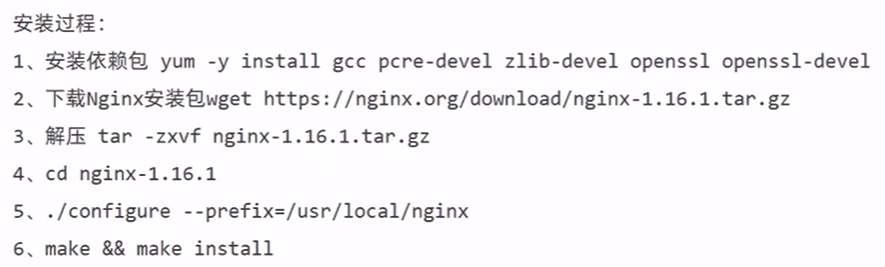 安装过程:
1、安装依赖包 yum -y install gcc pcre-devel zlib-devel openssl openssl-devel
2、下载Nginx安装包wget https://nginx.org/download/nginx-1.16.1.tar.gz
3、解压 tar -zxvf nginx-1.16.1.tar.gz
4、cd nginx-1.16.1
5、./configure --prefix=/usr/local/nginx
6、make && make install